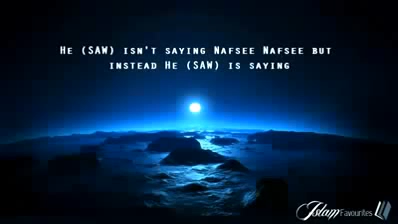 He (SAW) isn't saying Nafsee Nafsee but
instead He (SAW) is saying
Islam Favourites